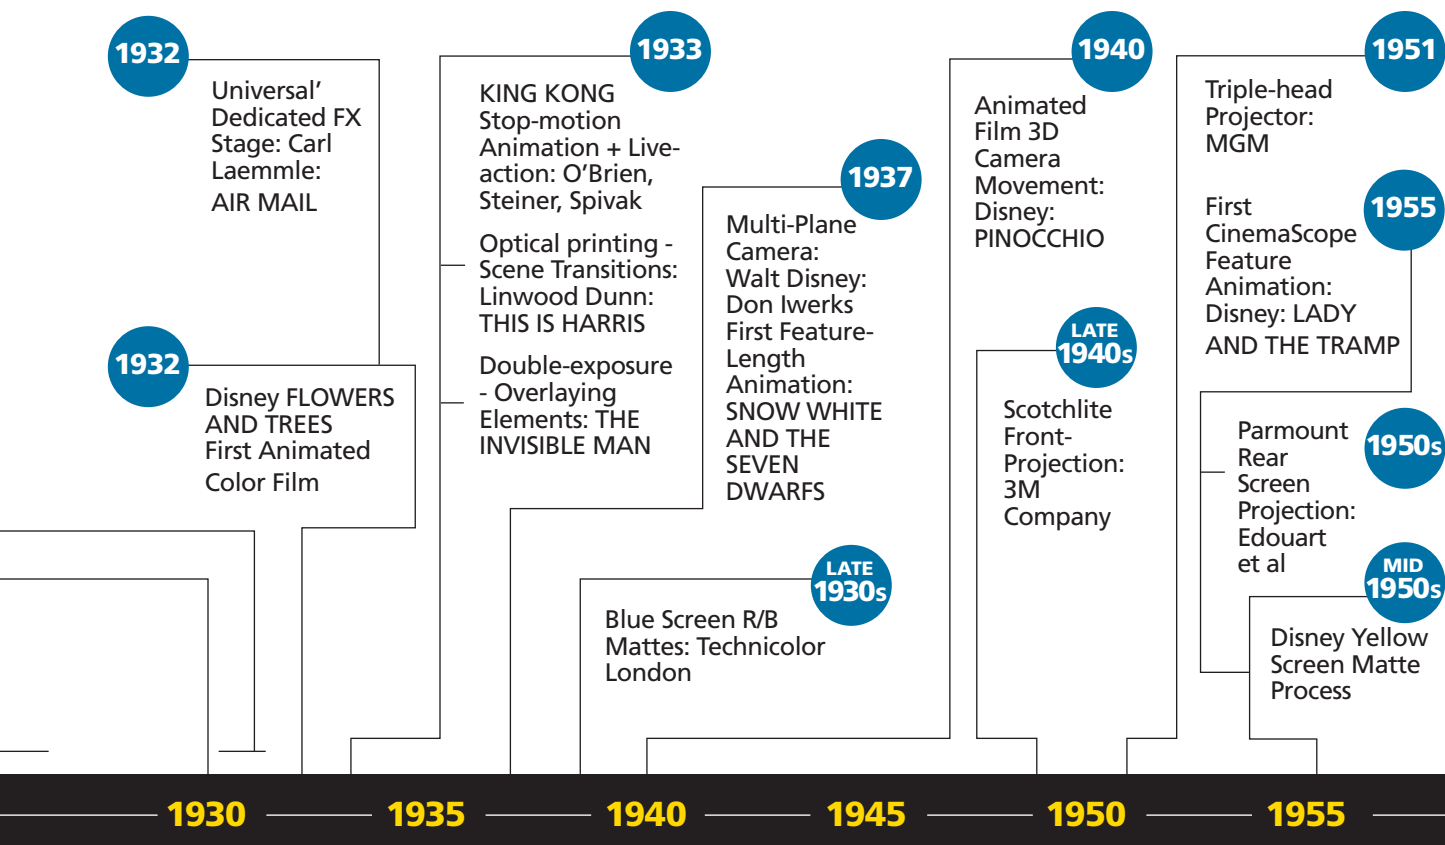 1932
Universal’
Dedicated FX
Stage: Carl
Laemmle:
AIR MAIL
1932
Disney FLOWERS
AND TREES
First Animated
Color Film
1933
KING KONG
Stop-motion
Animation + Live-
action: O’Brien,
Steiner, Spivak
Optical printing -
Scene Transitions:
Linwood Dunn:
THIS IS HARRIS
Double-exposure
- Overlaying
Elements: THE
INVISIBLE MAN
1937
Multi-Plane
Camera:
Walt Disney:
Don Iwerks
First Feature-
Length
Animation:
SNOW WHITE
AND THE
SEVEN
DWARFS
LATE
1930s
Blue Screen R/B
Mattes: Technicolor
London
1940
Animated
Film 3D
Camera
Movement:
Disney:
PINOCCHIO
LATE
1940s
Scotchlite
Front-
Projection:
3M
Company
1951
Triple-head
Projector:
MGM
1955
First
CinemaScope
Feature
Animation:
Disney: LADY
AND THE TRAMP
1950s
Parmount
Rear
Screen
Projection:
Edouart
et al
MID
1950s
Disney Yellow
Screen Matte
Process
1930 1935 1940 1945 1950 1955